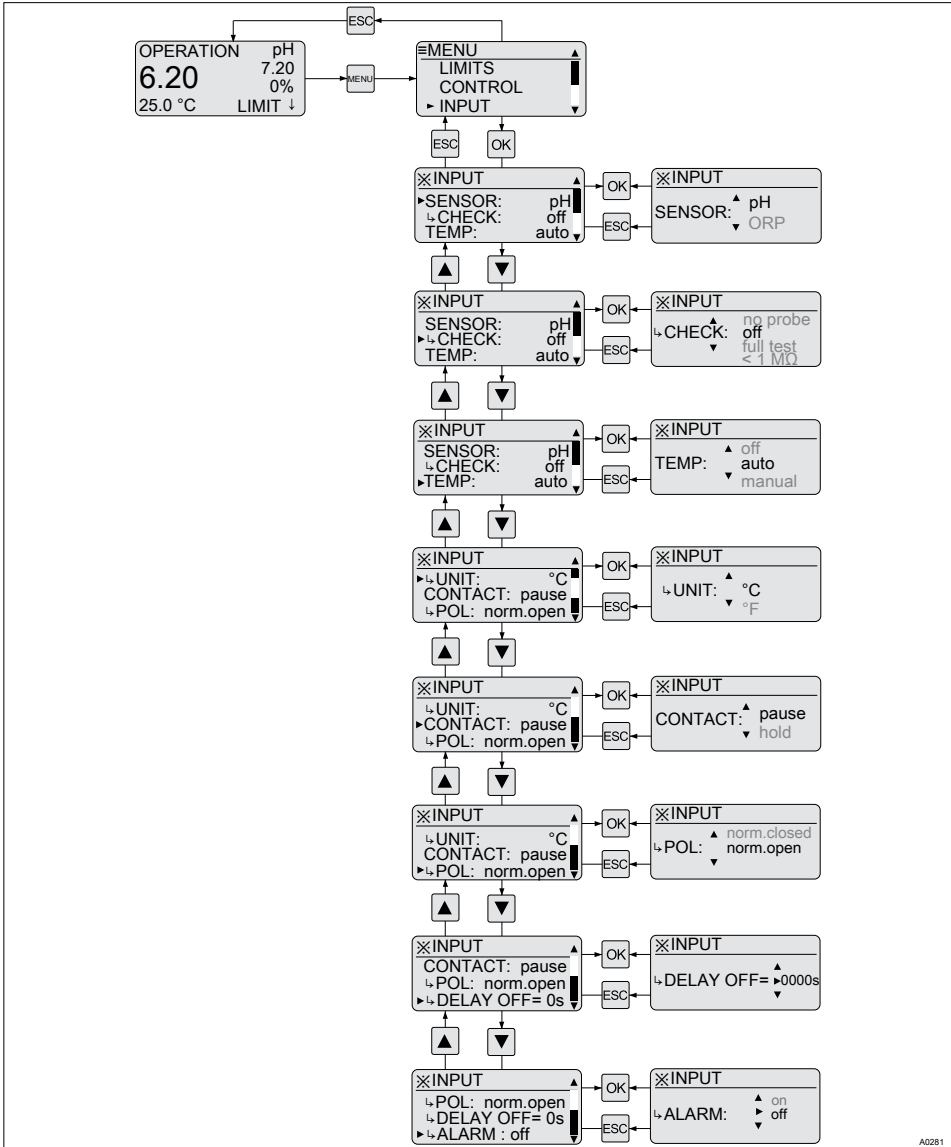 ESC
OPERATION pH
6.20 7.20
0%
25.0 °C LIMIT ↓
MENU
≡MENU ▲
LIMITS
CONTROL
► INPUT ▼
ESC OK
※INPUT ▲
►SENSOR: pH
↳CHECK: off
TEMP: auto ▼
OK
ESC
※INPUT
SENSOR: ▲ pH
▼ ORP
▲ ▼
※INPUT ▲
SENSOR: pH
►↳CHECK: off
TEMP: auto ▼
OK
ESC
※INPUT
▲ no probe
↳CHECK: off
▼ full test
< 1 MΩ
▲ ▼
※INPUT ▲
SENSOR: pH
↳CHECK: off
►TEMP: auto ▼
OK
ESC
※INPUT
▲ off
TEMP: auto
▼ manual
▲ ▼
※INPUT ▲
►↳UNIT: °C
CONTACT: pause
↳POL: norm.open ▼
OK
ESC
※INPUT
▲
↳UNIT: °C
▼ °F
▲ ▼
※INPUT ▲
↳UNIT: °C
►CONTACT: pause
↳POL: norm.open ▼
OK
ESC
※INPUT
CONTACT: ▲ pause
▼ hold
▲ ▼
※INPUT ▲
↳UNIT: °C
CONTACT: pause
►↳POL: norm.open ▼
OK
ESC
※INPUT
▲ norm.closed
↳POL: norm.open
▼
▲ ▼
※INPUT ▲
CONTACT: pause
↳POL: norm.open
►↳DELAY OFF= 0s ▼
OK
ESC
※INPUT
▲
↳DELAY OFF= ►0000s
▼
▲ ▼
※INPUT ▲
↳POL: norm.open
↳DELAY OFF= 0s
►↳ALARM : off ▼
OK
ESC
※INPUT
▲ on
↳ALARM: ► off
▼
A0281